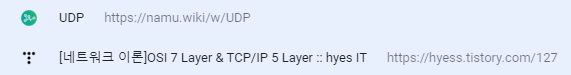 UDP https://namu.wiki/w/UDP
[네트워크 이론]OSI 7 Layer & TCP/IP 5 Layer :: hyes IT https://hyess.tistory.com/127